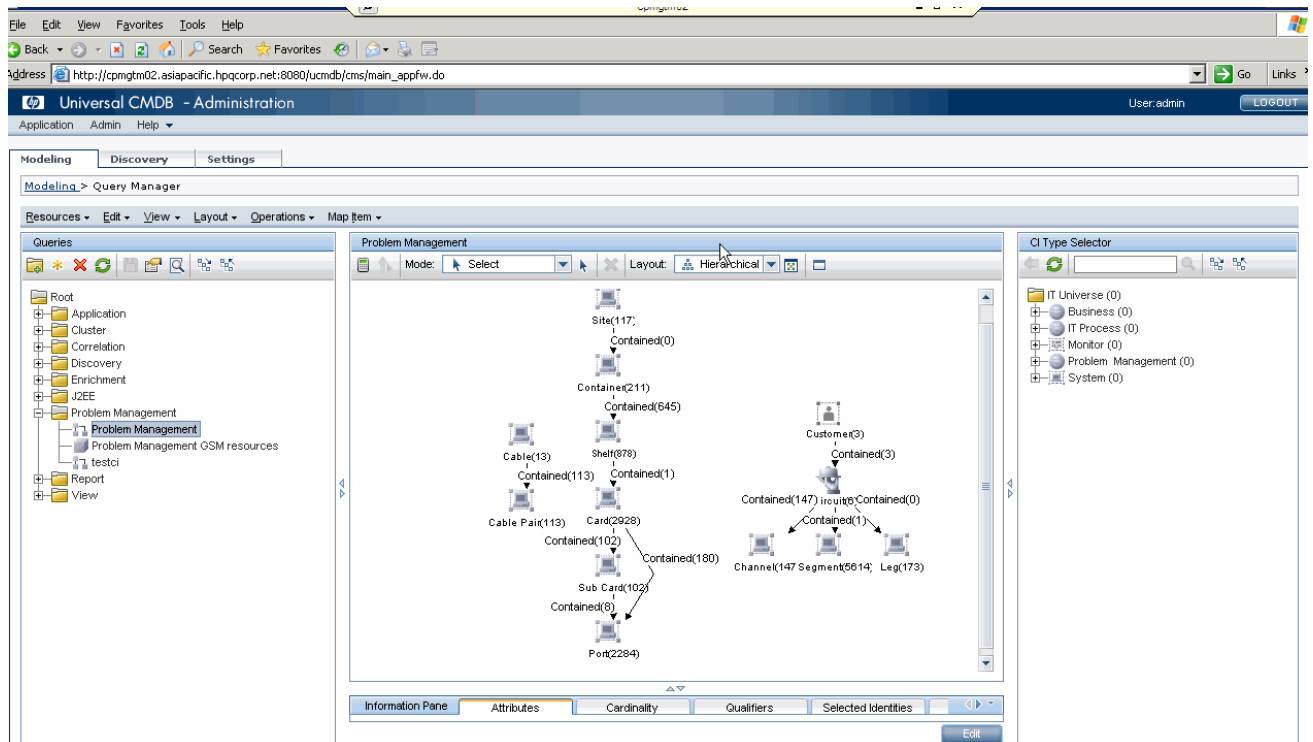 cpmgtm02
File Edit View Favorites Tools Help
Back Search Favorites
Address http://cpmgtm02.asiapacific.hpqcorp.net:8080/ucmdb/cms/main_appfw.do Go Links
Universal CMDB - Administration User:admin LOGOUT
Application Admin Help
Modeling Discovery Settings
Modeling > Query Manager
Resources Edit View Layout Operations Map Item
Queries
Root
Application
Cluster
Correlation
Discovery
Enrichment
J2EE
Problem Management
Problem Management
Problem Management GSM resources
testci
Report
View
Problem Management
Mode: Select Layout: Hierarchical
Site(117)
Contained(0)
Container(211)
Contained(645)
Cable(13) Shelf(878)
Contained(113) Contained(1)
Cable Pair(113) Card(2928)
Contained(102)
Contained(180)
Sub Card(102)
Contained(8)
Port(2284)
Customer(3)
Contained(3)
Contained(147) Contained(0)
Contained(1)
Channel(147 Segment(5614) Leg(173)
Information Pane Attributes Cardinality Qualifiers Selected Identities
Edit
CI Type Selector
IT Universe (0)
Business (0)
IT Process (0)
Monitor (0)
Problem Management (0)
System (0)